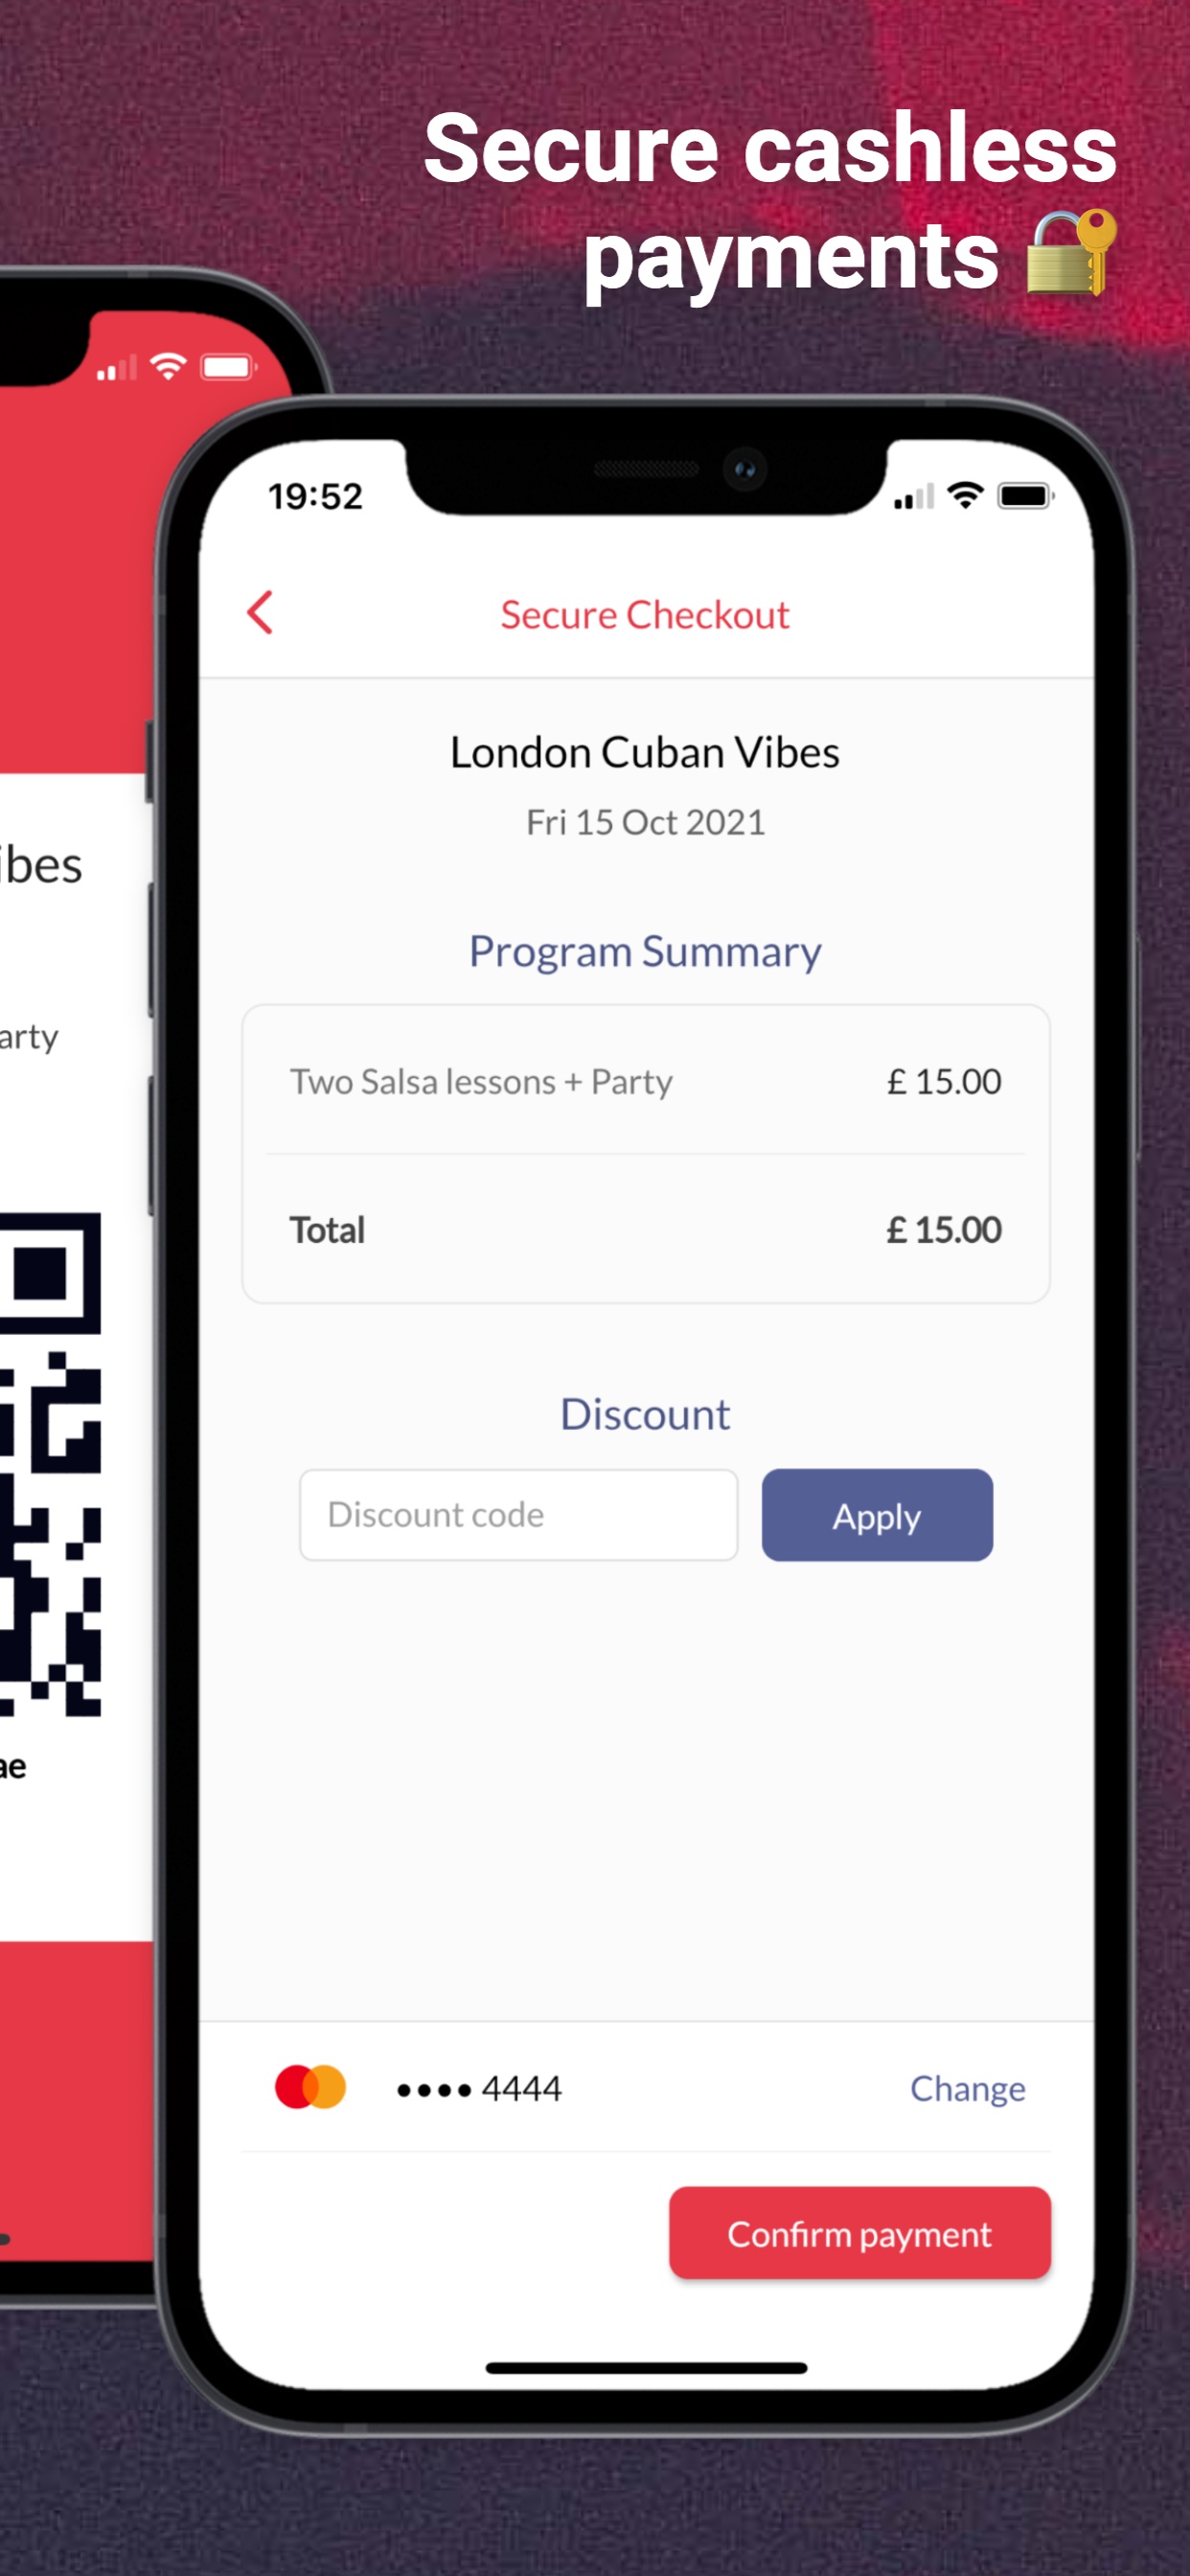 Secure cashless
payments 🔐
19:52
Secure Checkout
London Cuban Vibes
Fri 15 Oct 2021
Program Summary
Two Salsa lessons + Party £ 15.00
Total £ 15.00
Discount
Discount code Apply
•••• 4444 Change
Confirm payment
ibes
arty
ae